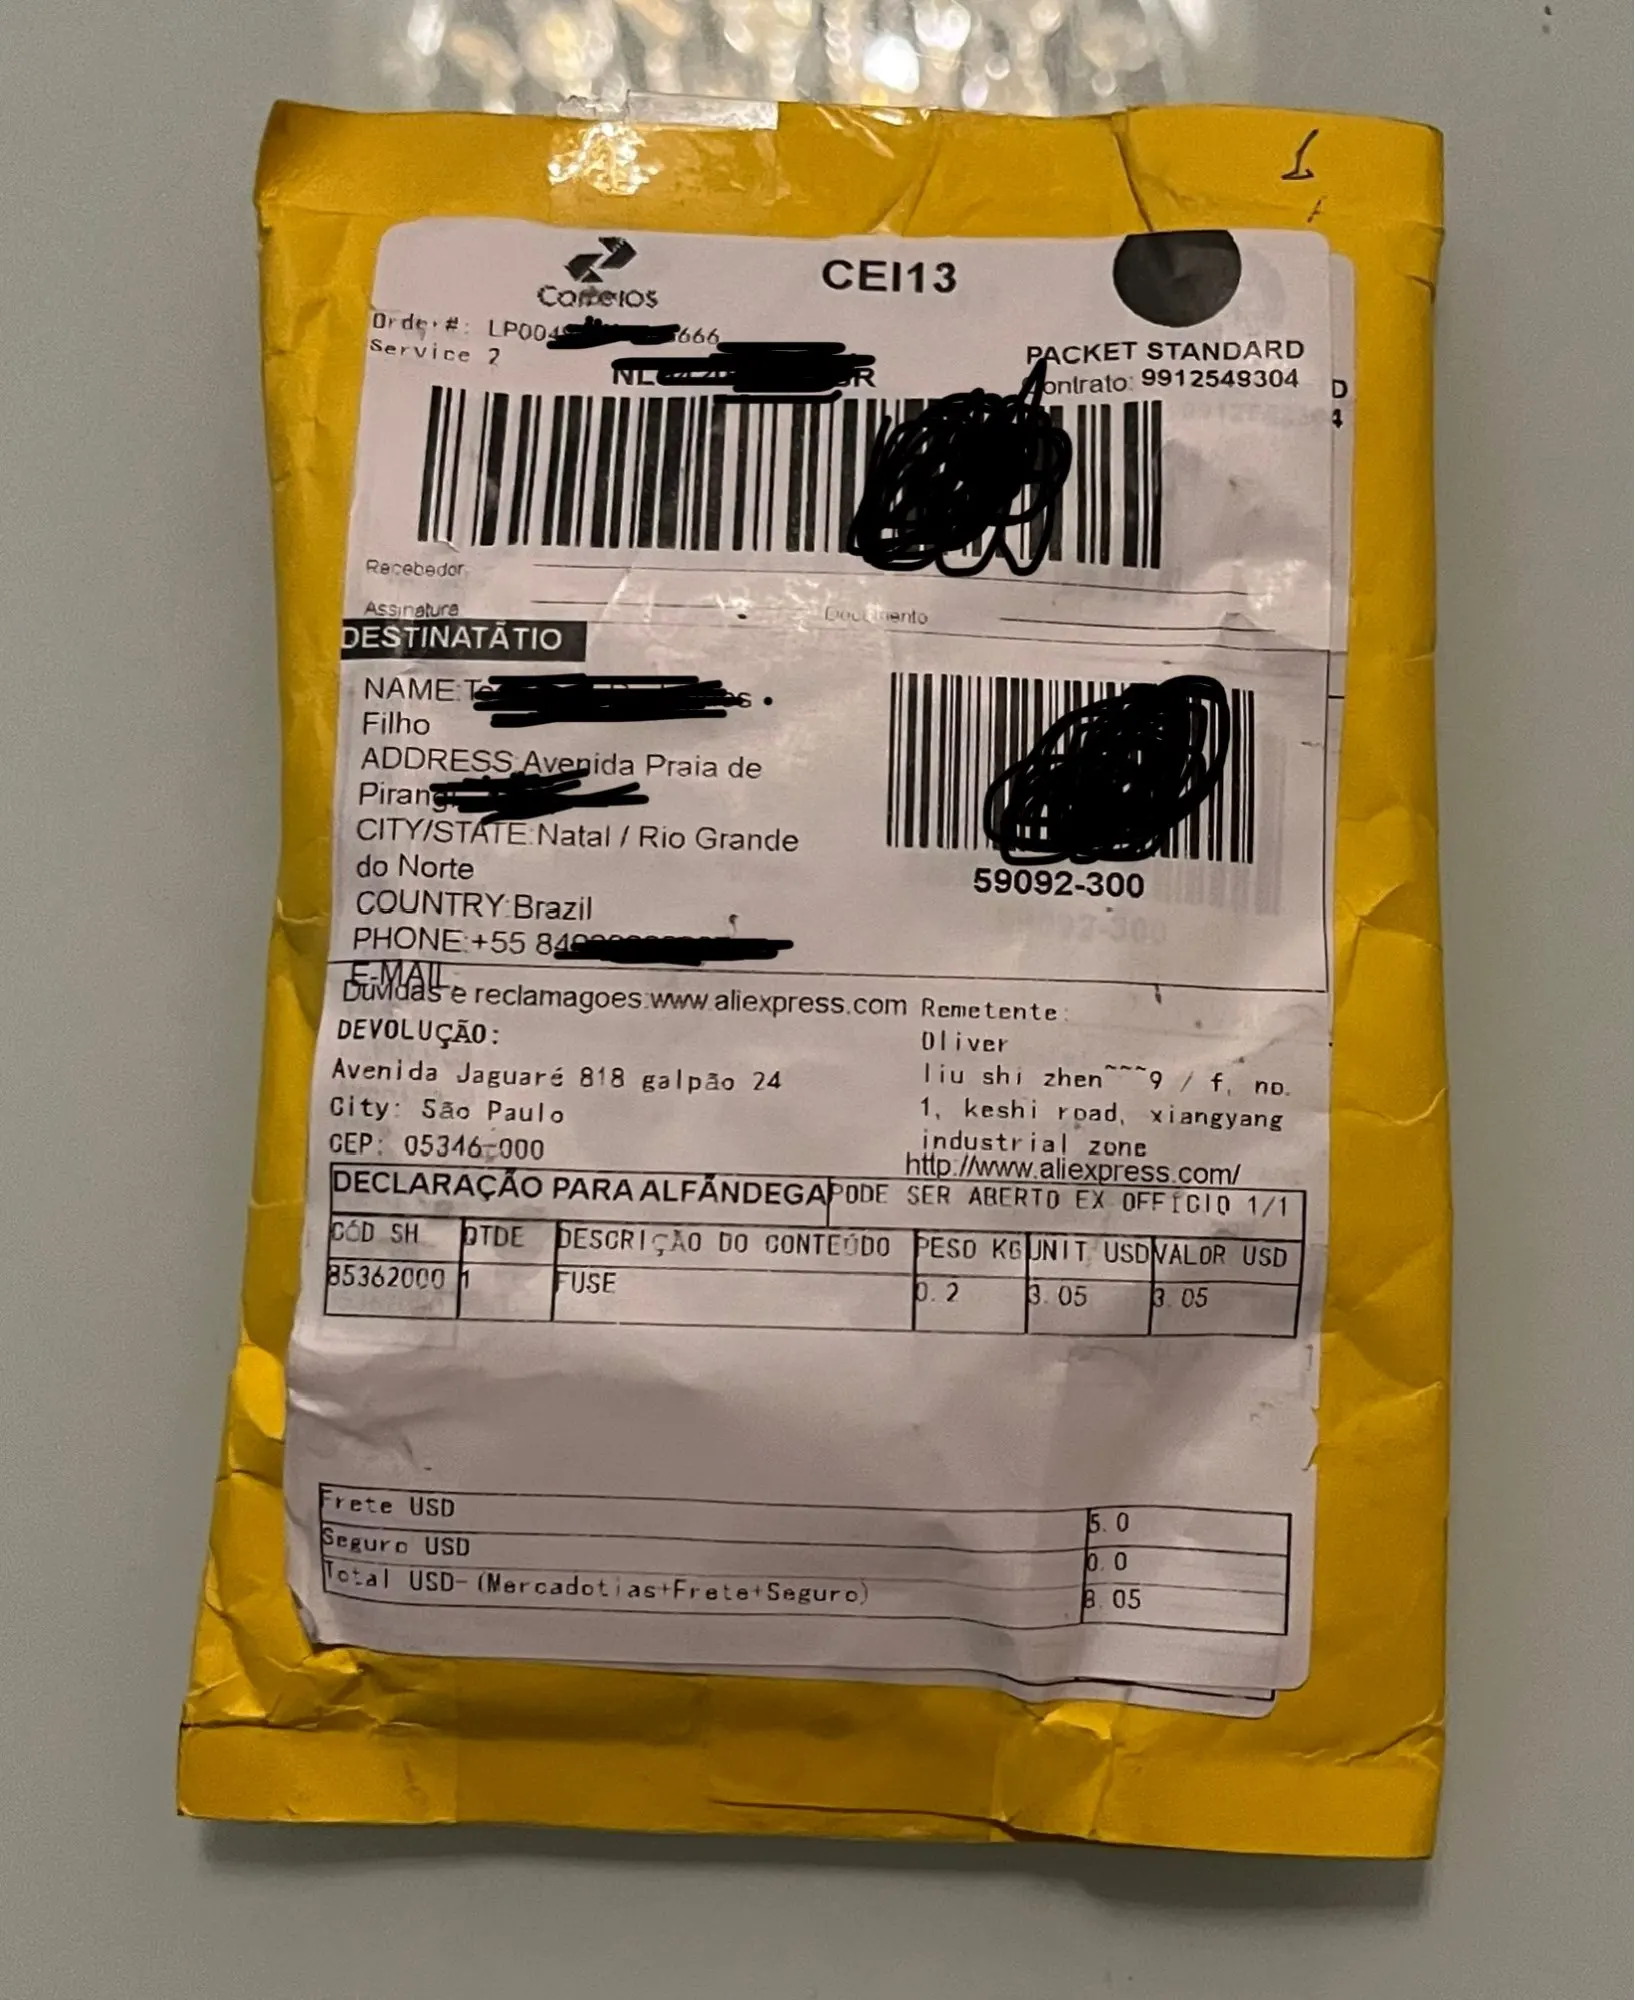 Correios
CEI13
Order#: LP004 666
Service 2
PACKET STANDARD
Contrato: 9912549304
D
4
Recebedor
Assinatura
Documento
DESTINATÃTIO
NAME:
Filho
ADDRESS:Avenida Praia de
CITY/STATE:Natal / Rio Grande
do Norte
COUNTRY:Brazil
PHONE:+55
E-MAIL:
59092-300
Duvidas e reclamagoes:www.aliexpress.com
DEVOLUÇÃO:
Avenida Jaguaré 818 galpão 24
City: São Paulo
CEP: 05346-000
Remetente:
Oliver
liu shi zhen~~~9 / f, no.
1, keshi road, xiangyang
industrial zone
http://www.aliexpress.com/
DECLARAÇÃO PARA ALFÃNDEGA PODE SER ABERTO EX OFFÍCIO 1/1
CÓD SH QTDE DESCRIÇÃO DO CONTEÚDO PESO KG UNIT. USD VALOR USD
85362000 1 FUSE 0.2 3.05 3.05
Frete USD 5.0
Seguro USD 0.0
Total USD-(Mercadotias+Frete+Seguro) 8.05